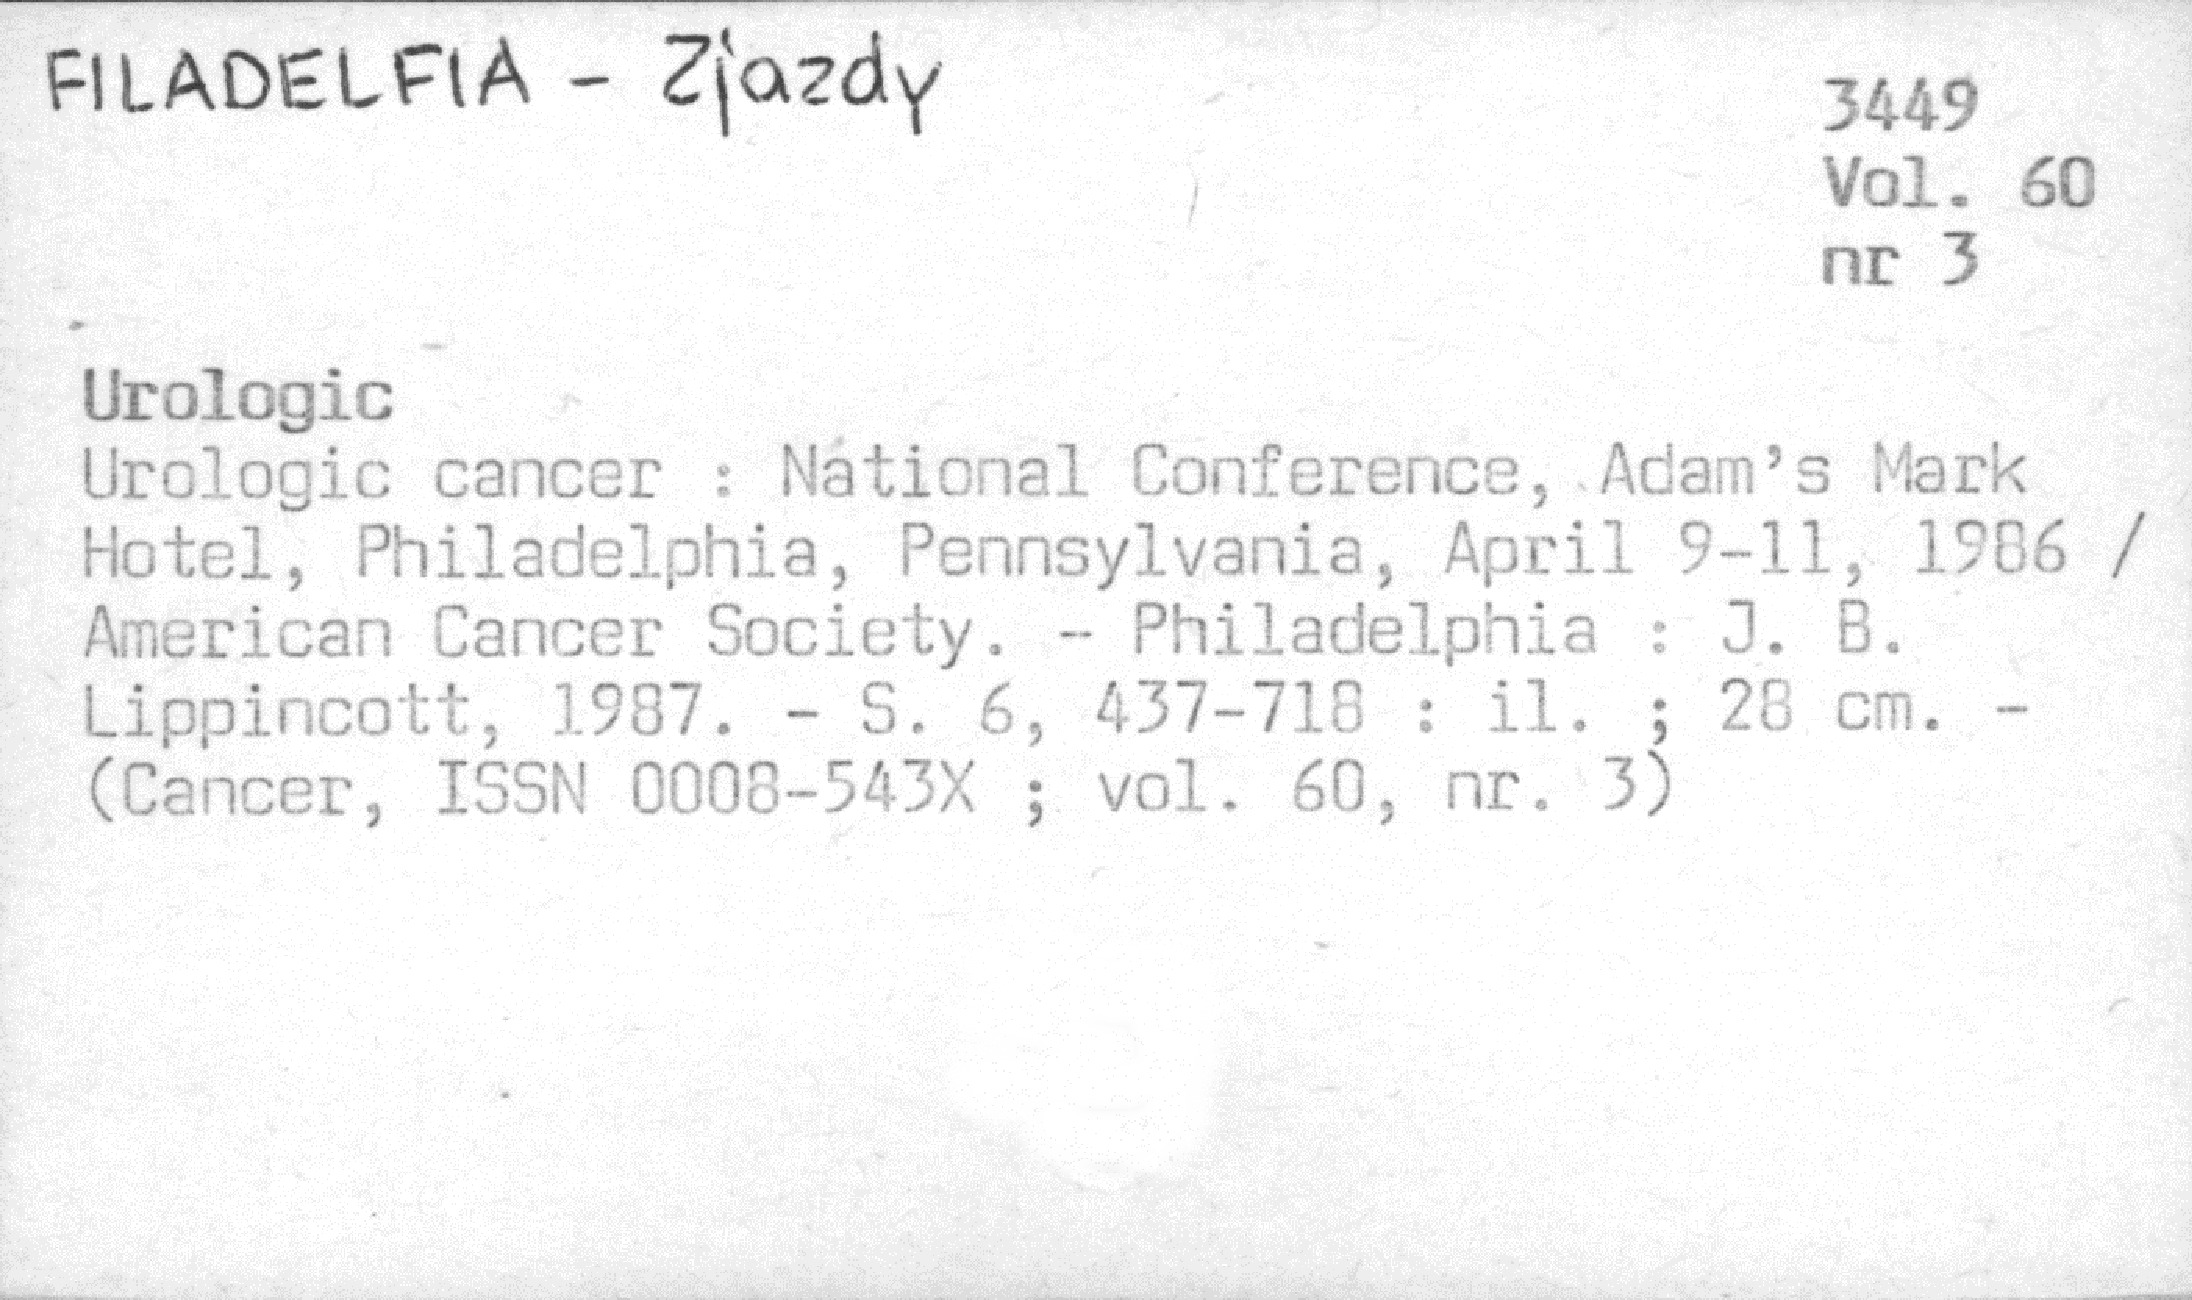 FILADELFIA - Zjazdy
3449
Vol. 60
nr 3
Urologic
Urologic cancer : National Conference, Adam's Mark
Hotel, Philadelphia, Pennsylvania, April 9-11, 1986 /
American Cancer Society. - Philadelphia : J. B.
Lippincott, 1987. - S. 6, 437-718 : il. ; 28 cm. -
(Cancer, ISSN 0008-543X ; vol. 60, nr. 3)